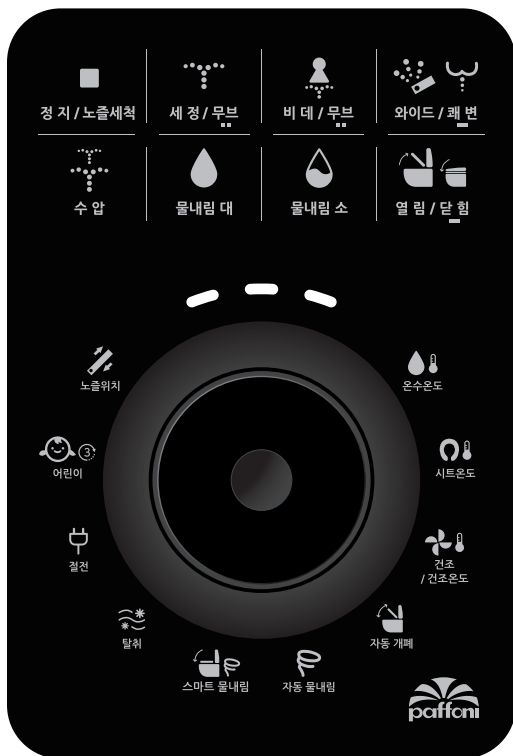 정 지 / 노즐세척
세 정 / 무브
비 데 / 무브
와이드 / 쾌 변
수 압
물내림 대
물내림 소
열 림 / 닫 힘
노즐위치
온수온도
3
어린이
시트온도
절전
건조
/ 건조온도
탈취
자동 개폐
스마트 물내림
자동 물내림
paffoni